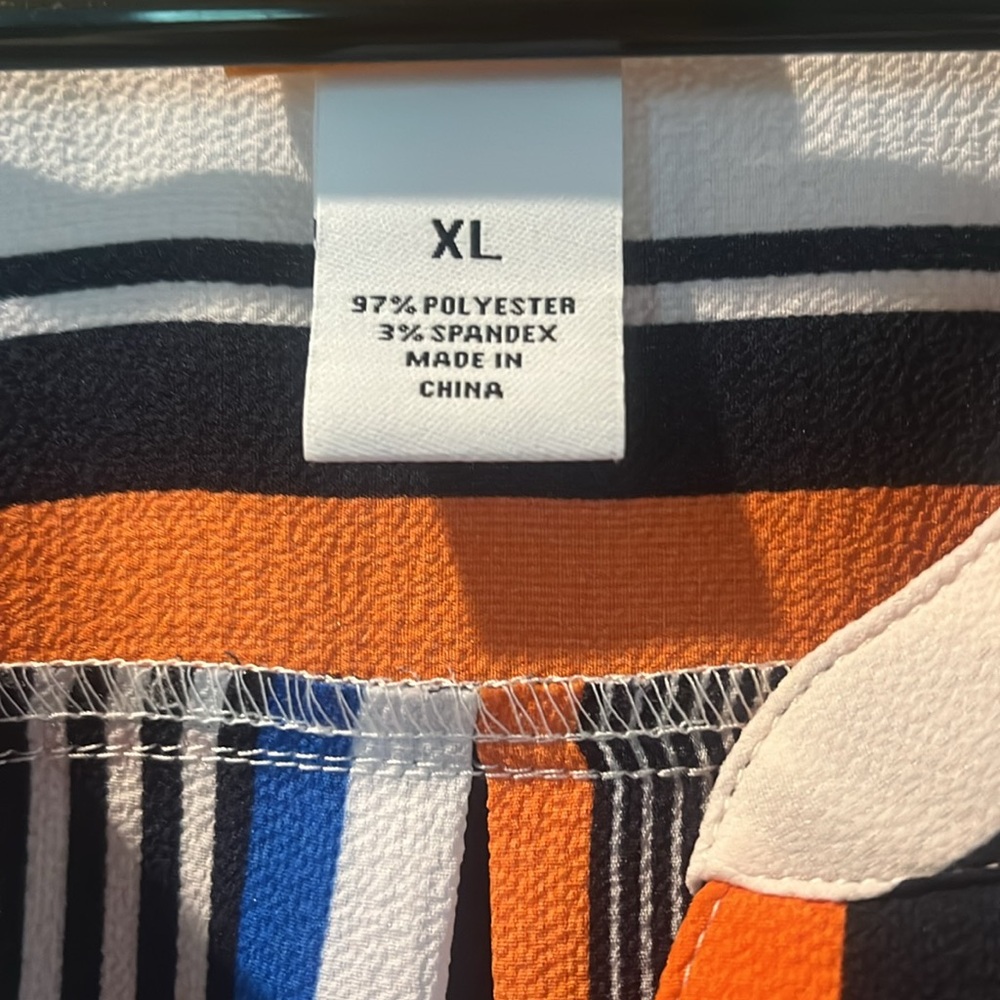 XL
97% POLYESTER
3% SPANDEX
MADE IN
CHINA